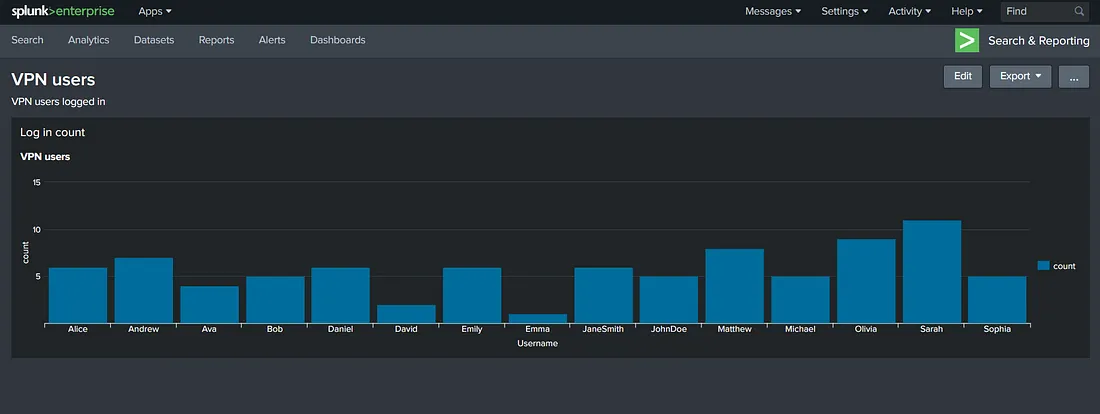 splunk>enterprise Apps Messages Settings Activity Help Find
Search Analytics Datasets Reports Alerts Dashboards Search & Reporting
VPN users Edit Export ...
VPN users logged in
Log in count
VPN users
15
10
5
count
count
Alice Andrew Ava Bob Daniel David Emily Emma JaneSmith JohnDoe Matthew Michael Olivia Sarah Sophia
Username